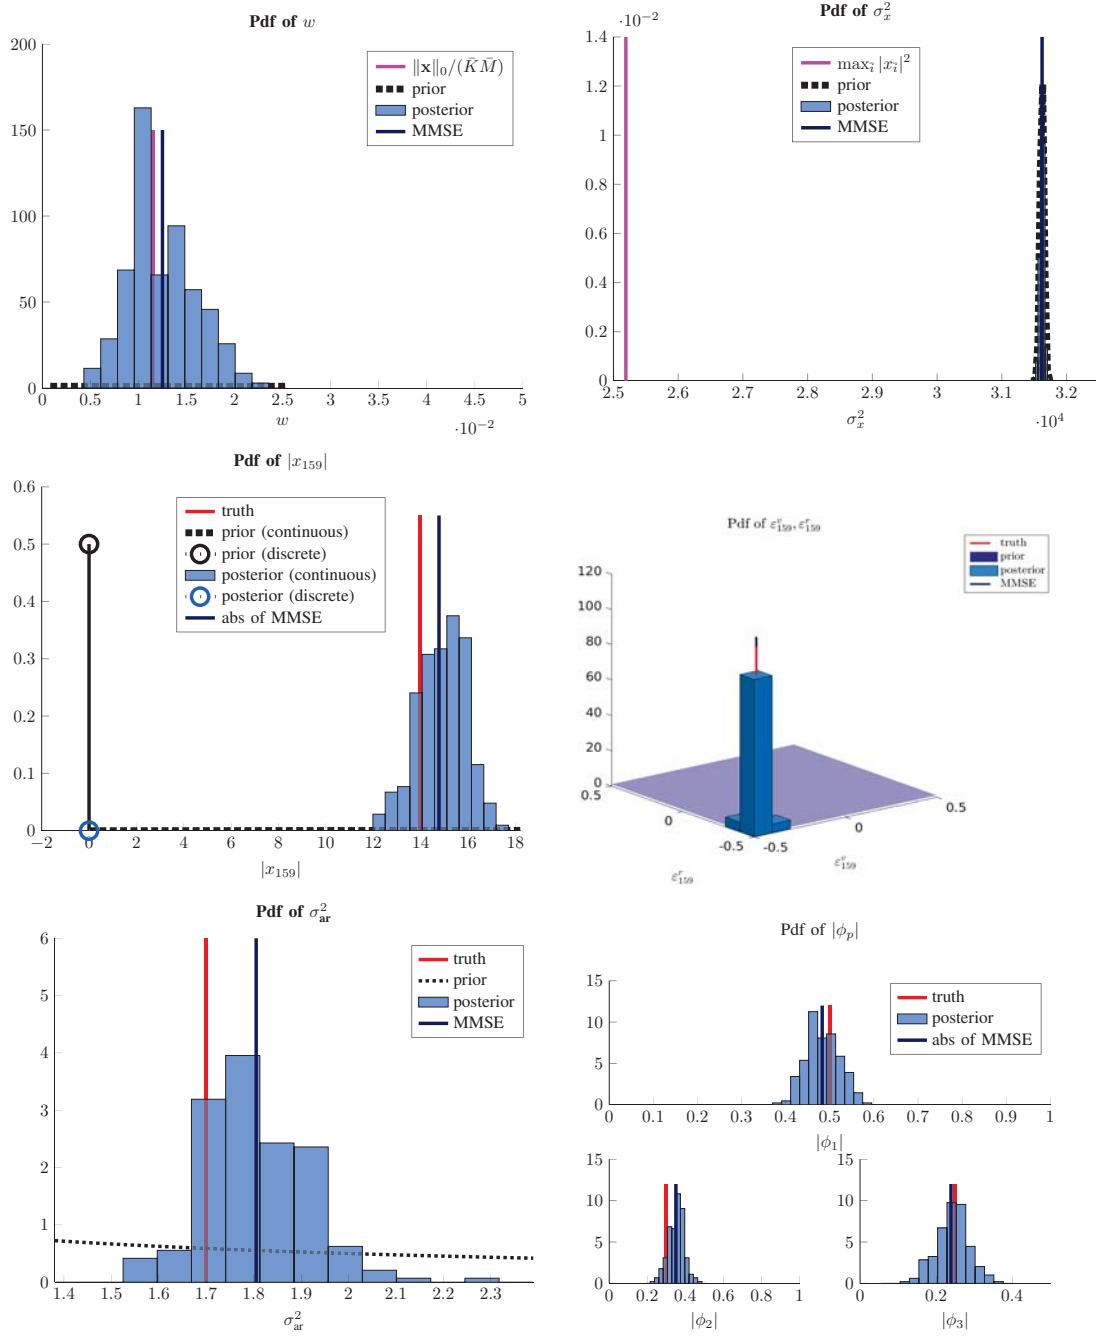 Pdf of w
200
150
100
50
0
‖x‖₀/(K̄M̄)
prior
posterior
MMSE
0 0.5 1 1.5 2 2.5 3 3.5 4 4.5 5
w
·10⁻²
Pdf of σ²ₓ
·10⁻²
1.4
1.2
1
0.8
0.6
0.4
0.2
0
max_ĩ |x_ĩ|²
prior
posterior
MMSE
2.5 2.6 2.7 2.8 2.9 3 3.1 3.2
σ²ₓ
·10⁴
Pdf of |x₁₅₉|
0.6
0.5
0.4
0.3
0.2
0.1
0
truth
prior (continuous)
prior (discrete)
posterior (continuous)
posterior (discrete)
abs of MMSE
−2 0 2 4 6 8 10 12 14 16 18
|x₁₅₉|
Pdf of ε^v₁₅₉, ε^r₁₅₉
truth
prior
posterior
MMSE
120
100
80
60
40
20
0
0.5
0
-0.5
-0.5
0
0.5
ε^r₁₅₉
ε^v₁₅₉
Pdf of σ²_ar
6
5
4
3
2
1
0
truth
prior
posterior
MMSE
1.4 1.5 1.6 1.7 1.8 1.9 2 2.1 2.2 2.3
σ²_ar
Pdf of |ϕ_p|
15
10
5
0
truth
posterior
abs of MMSE
0 0.1 0.2 0.3 0.4 0.5 0.6 0.7 0.8 0.9 1
|ϕ₁|
15
10
5
0
0 0.2 0.4 0.6 0.8 1
|ϕ₂|
15
10
5
0
0 0.2 0.4
|ϕ₃|